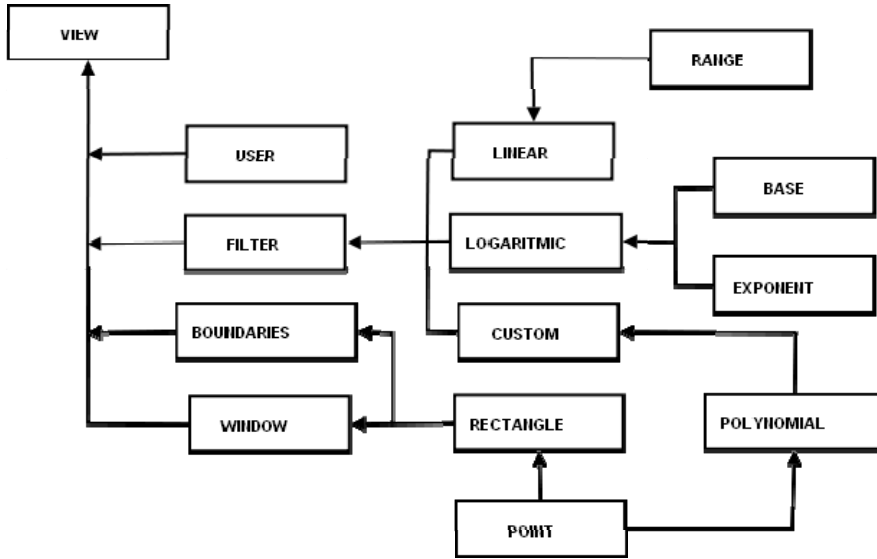 VIEW
RANGE
USER
LINEAR
BASE
FILTER
LOGARITMIC
EXPONENT
BOUNDARIES
CUSTOM
WINDOW
RECTANGLE
POLYNOMIAL
POINT